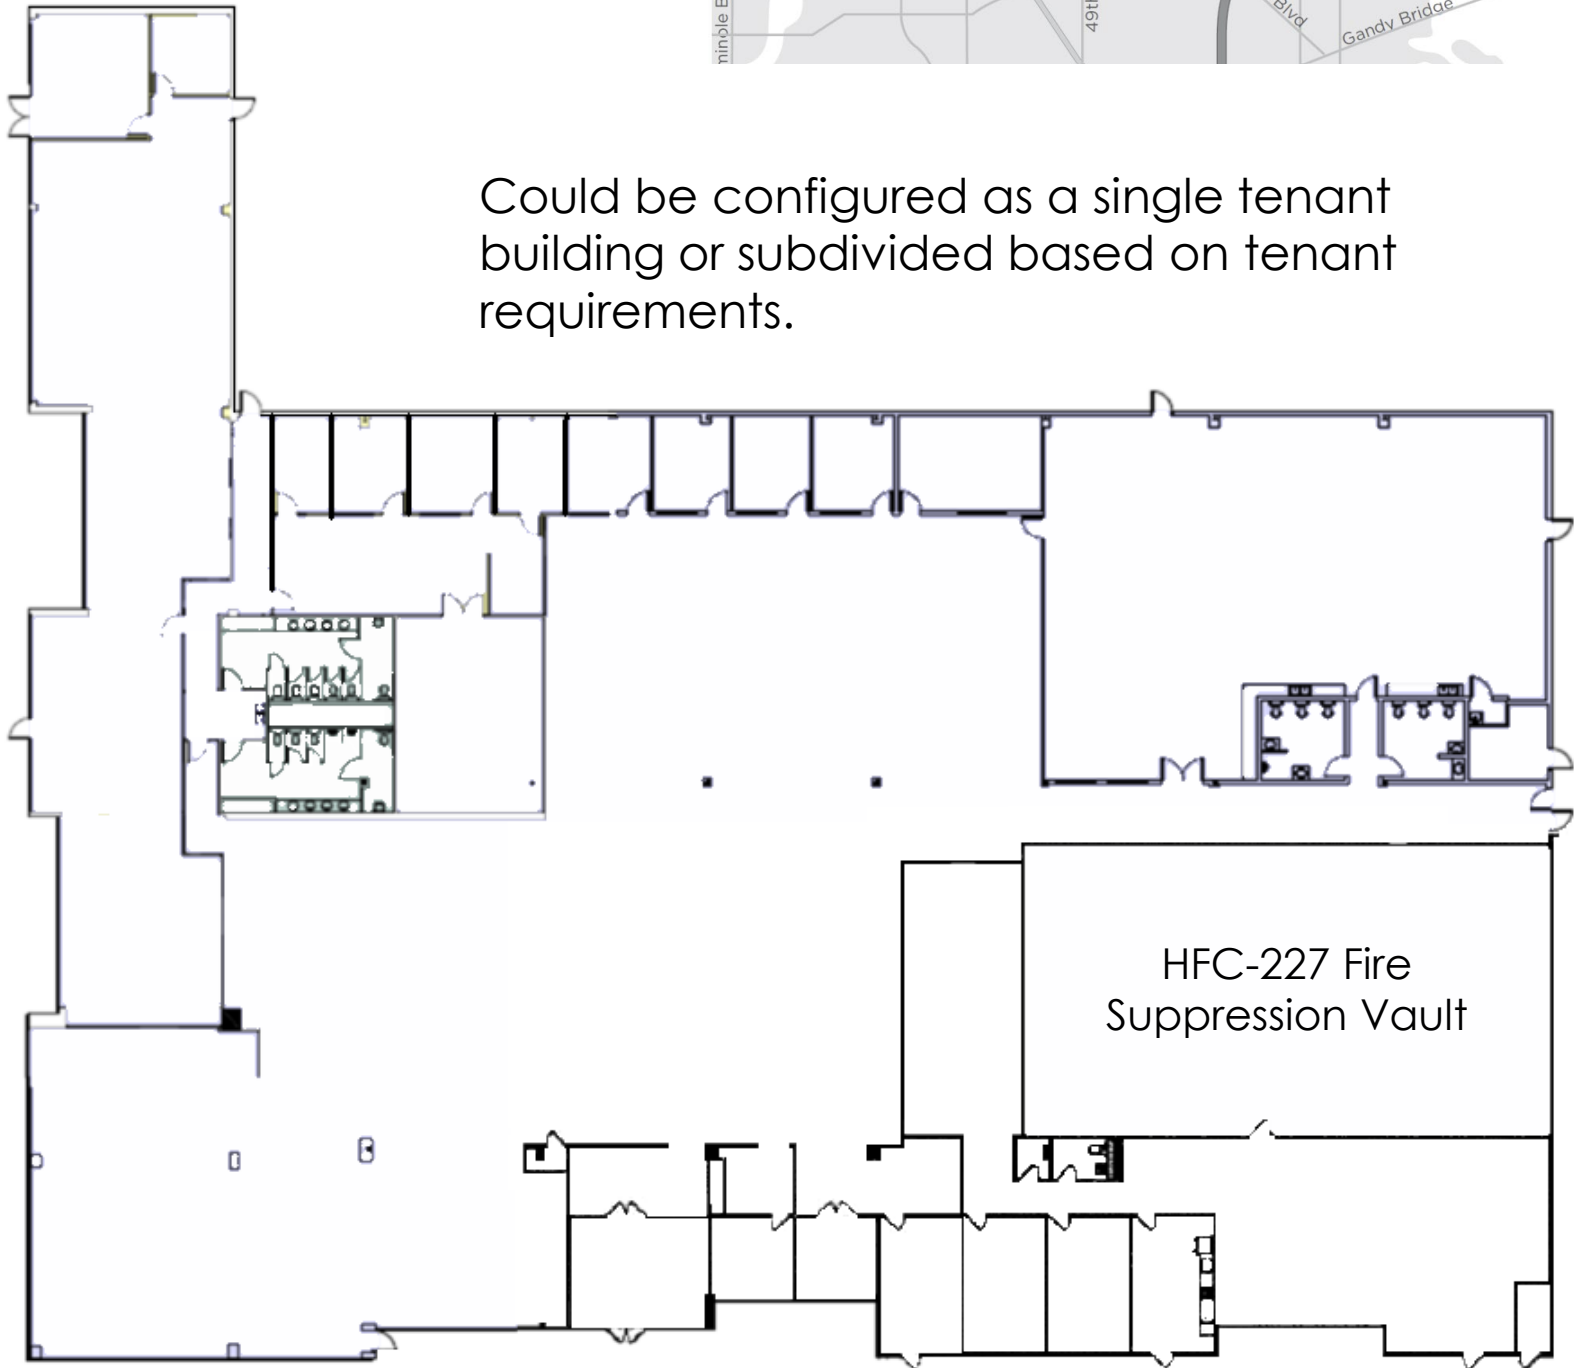 minole B
49th
Blvd
Gandy Bridge
Could be configured as a single tenant
building or subdivided based on tenant
requirements.
HFC-227 Fire
Suppression Vault